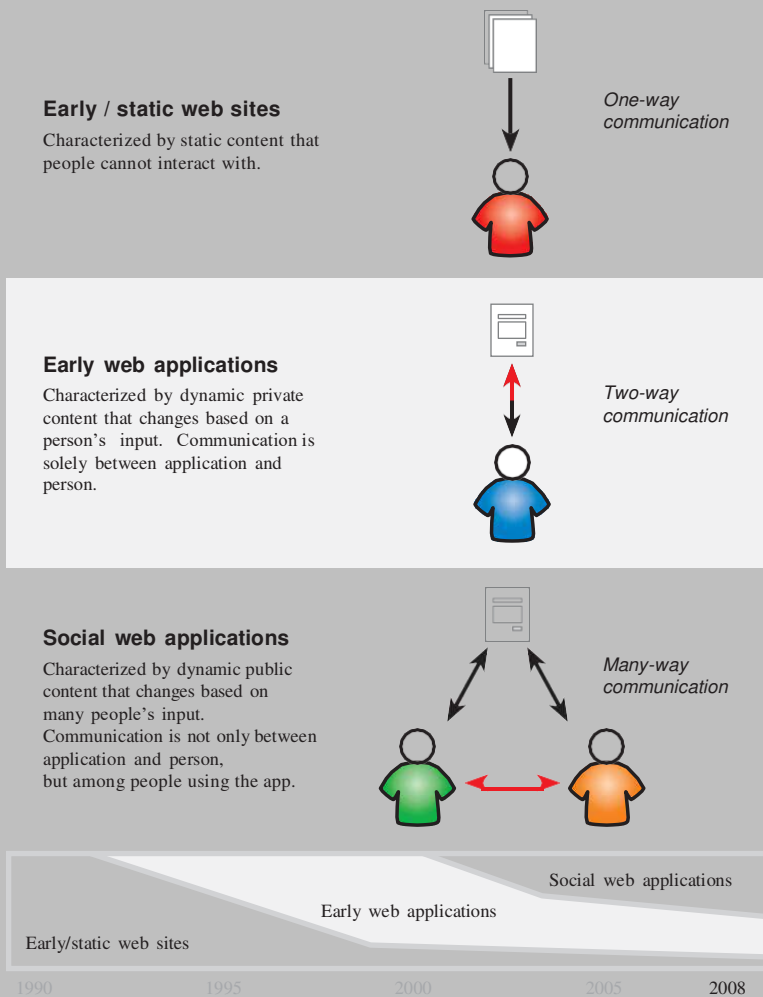 Early / static web sites
Characterized by static content that
people cannot interact with.
One-way
communication
Early web applications
Characterized by dynamic private
content that changes based on a
person's input. Communication is
solely between application and
person.
Two-way
communication
Social web applications
Characterized by dynamic public
content that changes based on
many people's input.
Communication is not only between
application and person,
but among people using the app.
Many-way
communication
Social web applications
Early web applications
Early/static web sites
1990 1995 2000 2005 2008